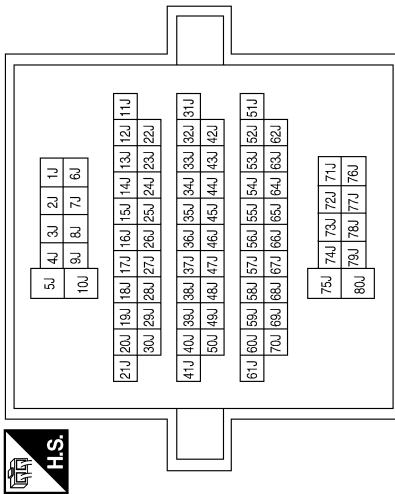 H.S.
5J 4J 3J 2J 1J
10J 9J 8J 7J 6J
21J 20J 19J 18J 17J 16J 15J 14J 13J 12J 11J
30J 29J 28J 27J 26J 25J 24J 23J 22J
41J 40J 39J 38J 37J 36J 35J 34J 33J 32J 31J
50J 49J 48J 47J 46J 45J 44J 43J 42J
61J 60J 59J 58J 57J 56J 55J 54J 53J 52J 51J
70J 69J 68J 67J 66J 65J 64J 63J 62J
75J 74J 73J 72J 71J
80J 79J 78J 77J 76J